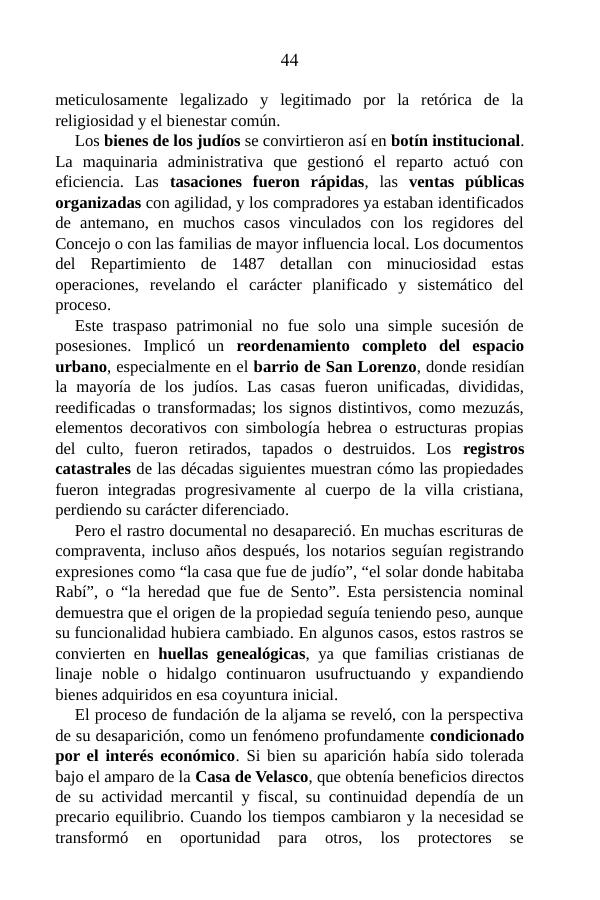 44
meticulosamente legalizado y legitimado por la retórica de la
religiosidad y el bienestar común.
Los bienes de los judíos se convirtieron así en botín institucional.
La maquinaria administrativa que gestionó el reparto actuó con
eficiencia. Las tasaciones fueron rápidas, las ventas públicas
organizadas con agilidad, y los compradores ya estaban identificados
de antemano, en muchos casos vinculados con los regidores del
Concejo o con las familias de mayor influencia local. Los documentos
del Repartimiento de 1487 detallan con minuciosidad estas
operaciones, revelando el carácter planificado y sistemático del
proceso.
Este traspaso patrimonial no fue solo una simple sucesión de
posesiones. Implicó un reordenamiento completo del espacio
urbano, especialmente en el barrio de San Lorenzo, donde residían
la mayoría de los judíos. Las casas fueron unificadas, divididas,
reedificadas o transformadas; los signos distintivos, como mezuzás,
elementos decorativos con simbología hebrea o estructuras propias
del culto, fueron retirados, tapados o destruidos. Los registros
catastrales de las décadas siguientes muestran cómo las propiedades
fueron integradas progresivamente al cuerpo de la villa cristiana,
perdiendo su carácter diferenciado.
Pero el rastro documental no desapareció. En muchas escrituras de
compraventa, incluso años después, los notarios seguían registrando
expresiones como “la casa que fue de judío”, “el solar donde habitaba
Rabí”, o “la heredad que fue de Sento”. Esta persistencia nominal
demuestra que el origen de la propiedad seguía teniendo peso, aunque
su funcionalidad hubiera cambiado. En algunos casos, estos rastros se
convierten en huellas genealógicas, ya que familias cristianas de
linaje noble o hidalgo continuaron usufructuando y expandiendo
bienes adquiridos en esa coyuntura inicial.
El proceso de fundación de la aljama se reveló, con la perspectiva
de su desaparición, como un fenómeno profundamente condicionado
por el interés económico. Si bien su aparición había sido tolerada
bajo el amparo de la Casa de Velasco, que obtenía beneficios directos
de su actividad mercantil y fiscal, su continuidad dependía de un
precario equilibrio. Cuando los tiempos cambiaron y la necesidad se
transformó en oportunidad para otros, los protectores se